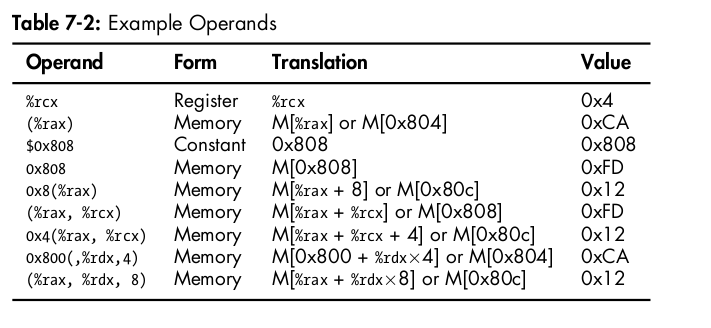 Table 7-2: Example Operands
Operand Form Translation Value
%rcx Register %rcx 0x4
(%rax) Memory M[%rax] or M[0x804] 0xCA
$0x808 Constant 0x808 0x808
0x808 Memory M[0x808] 0xFD
0x8(%rax) Memory M[%rax + 8] or M[0x80c] 0x12
(%rax, %rcx) Memory M[%rax + %rcx] or M[0x808] 0xFD
0x4(%rax, %rcx) Memory M[%rax + %rcx + 4] or M[0x80c] 0x12
0x800(,%rdx,4) Memory M[0x800 + %rdx×4] or M[0x804] 0xCA
(%rax, %rdx, 8) Memory M[%rax + %rdx×8] or M[0x80c] 0x12